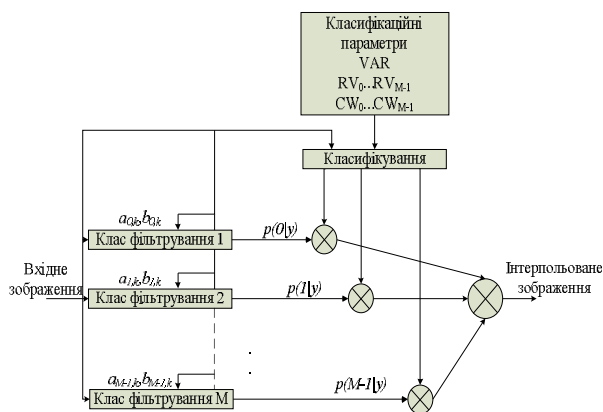 Класифікаційні
параметри
VAR
RV0...RVM-1
CW0...CWM-1
Класифікування
a0,k,b0,k
Клас фільтрування 1
p(0|y)
Вхідне
зображення
a1,k,b1,k
Клас фільтрування 2
p(1|y)
Інтерпольоване
зображення
aM-1,k,bM-1,k
Клас фільтрування M
p(M-1|y)